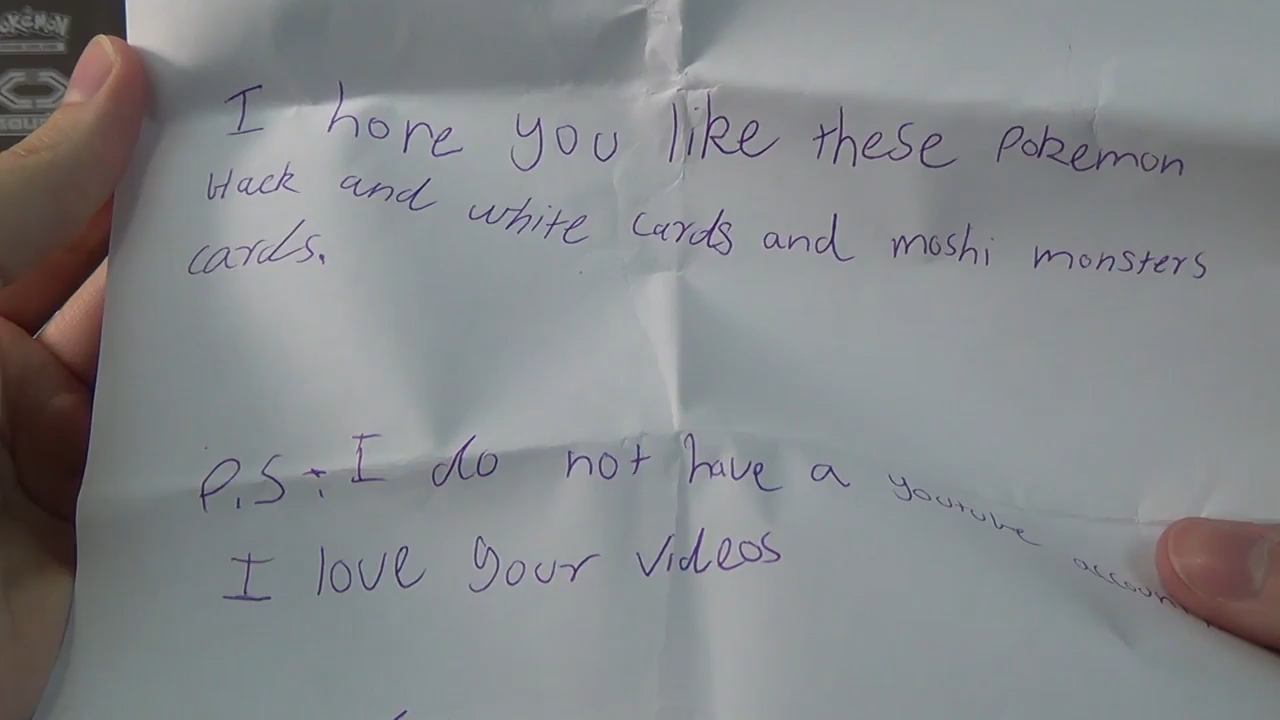 POKÉMON
I hope you like these Pokemon
black and white cards and moshi monsters
cards.
P.S: I do not have a youtube account.
I love your videos